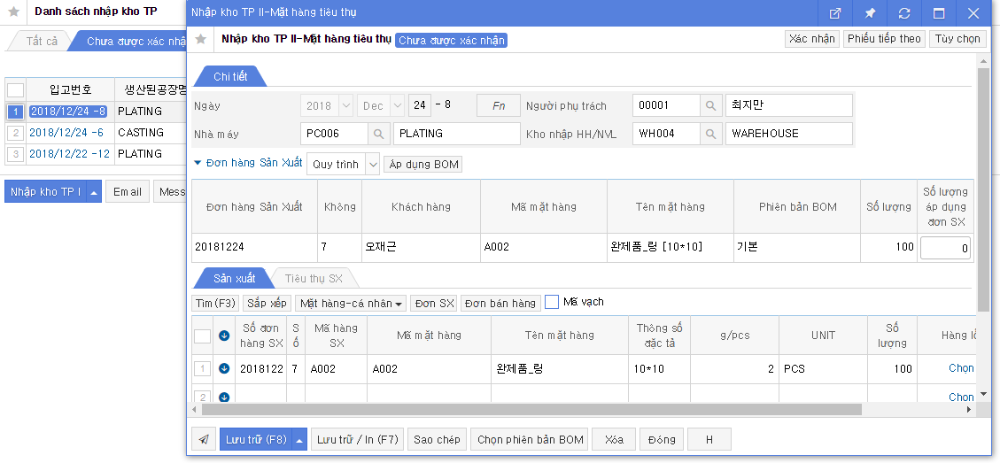 Danh sách nhập kho TP
Tất cả
Chưa được xác nhậ
입고번호 생산된공장명
1 2018/12/24 -8 PLATING
2 2018/12/24 -6 CASTING
3 2018/12/22 -12 PLATING
Nhập kho TP I Email Mess
Nhập kho TP II-Mặt hàng tiêu thụ
Nhập kho TP II-Mặt hàng tiêu thụ Chưa được xác nhận
Xác nhận Phiếu tiếp theo Tùy chọn
Chi tiết
Ngày 2018 Dec 24 - 8 Fn Người phụ trách 00001 최지만
Nhà máy PC006 PLATING Kho nhập HH/NVL WH004 WAREHOUSE
Đơn hàng Sản Xuất Quy trình Áp dụng BOM
Đơn hàng Sản Xuất Không Khách hàng Mã mặt hàng Tên mặt hàng Phiên bản BOM Số lượng Số lượng áp dụng đơn SX
20181224 7 오재근 A002 완제품_링 [10*10] 기본 100 0
Sản xuất Tiêu thụ SX
Tìm (F3) Sắp xếp Mặt hàng-cá nhân Đơn SX Đơn bán hàng Mã vạch
Số đơn hàng SX Số Mã hàng SX Mã mặt hàng Tên mặt hàng Thông số đặc tả g/pcs UNIT Số lượng Hàng lỗ
1 2018122 7 A002 A002 완제품_링 10*10 2 PCS 100 Chọn
2 Chọn
Lưu trữ (F8) Lưu trữ / In (F7) Sao chép Chọn phiên bản BOM Xóa Đóng H